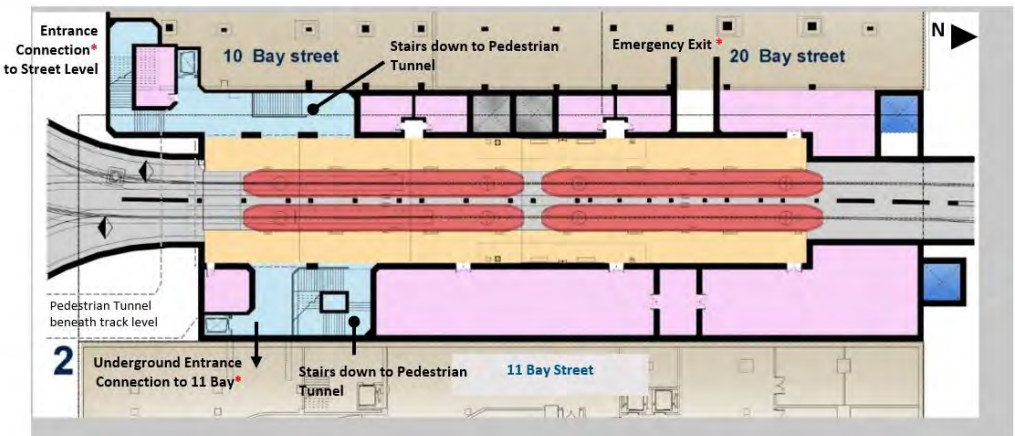 Entrance
Connection*
to Street Level
10 Bay street
Stairs down to Pedestrian
Tunnel
Emergency Exit *
20 Bay street
N
Pedestrian Tunnel
beneath track level
2
Underground Entrance
Connection to 11 Bay*
Stairs down to Pedestrian
Tunnel
11 Bay Street